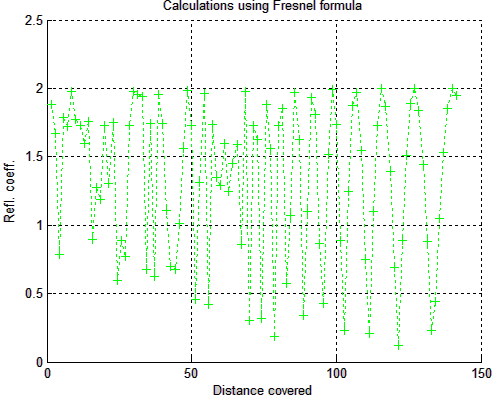 Calculations using Fresnel formula
2.5
2
1.5
1
0.5
0
Refl. coeff.
0 50 100 150
Distance covered